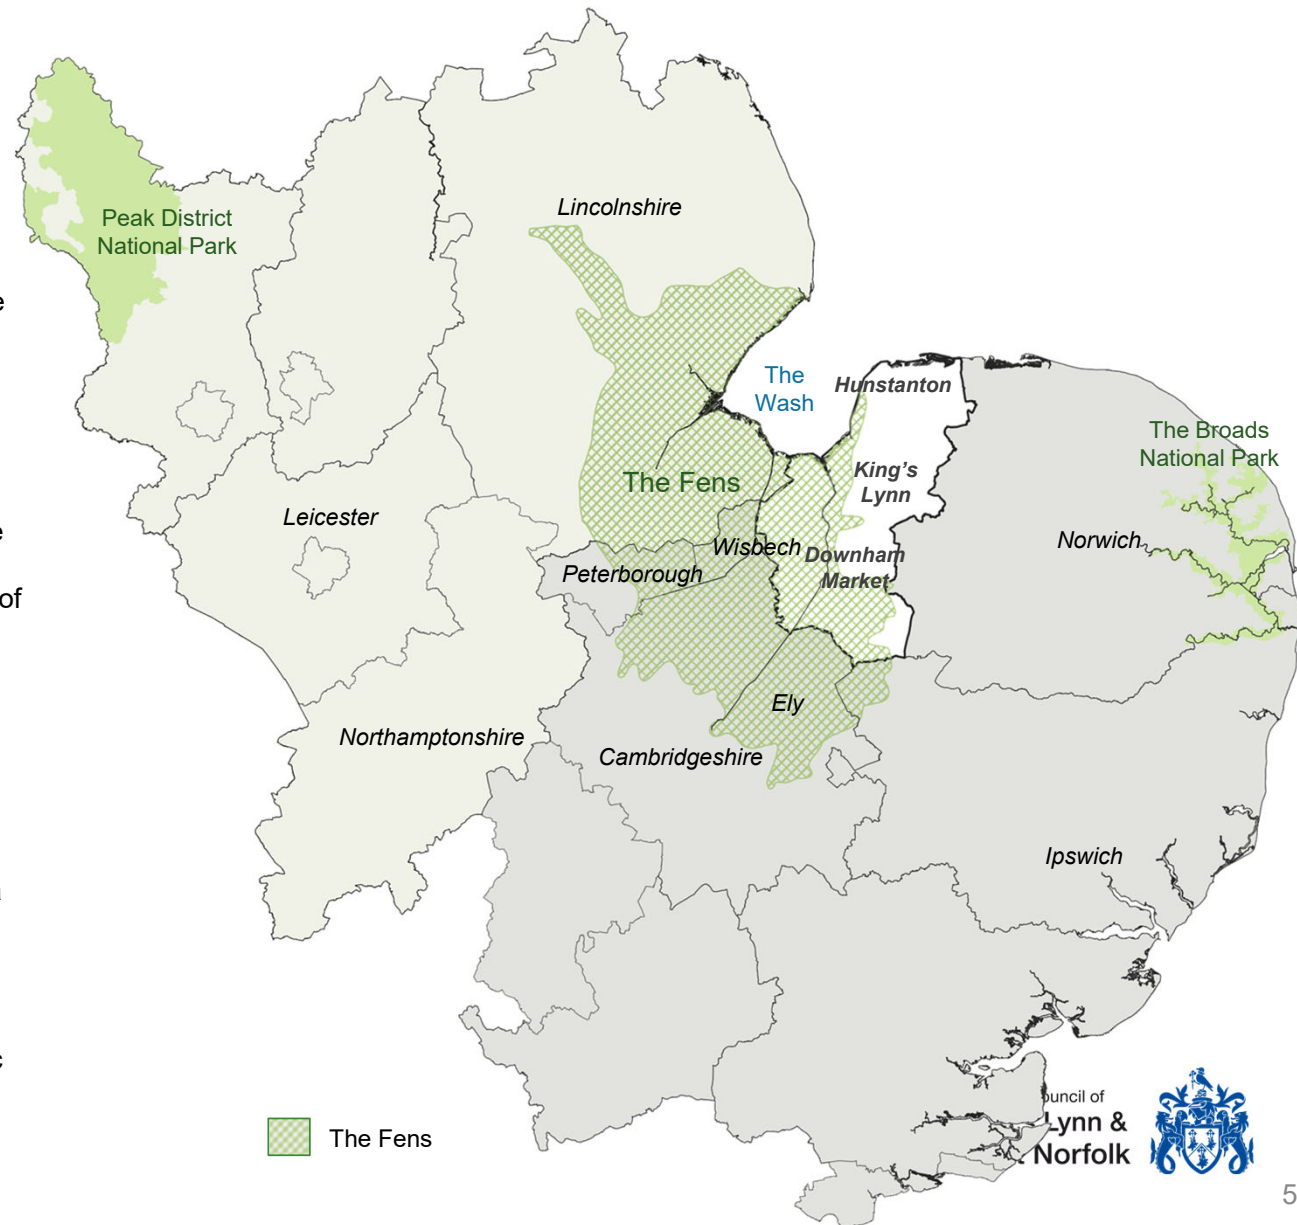 Lincolnshire
Peak District
National Park
e
The
Wash
Hunstanton
The Broads
National Park
King's
Lynn
The Fens
Leicester
e
Wisbech
Downham
Market
Norwich
Peterborough
of
Ely
Northamptonshire
Cambridgeshire
Ipswich
The Fens
uncil of
Lynn &
Norfolk
5